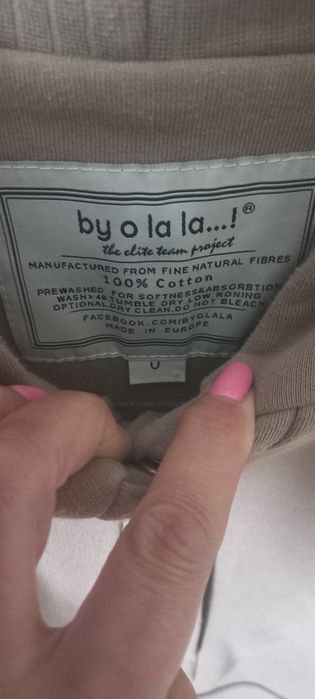 by o la la...!®
the elite team project
MANUFACTURED FROM FINE NATURAL FIBRES
100% Cotton
PREWASHED FOR SOFTNESS&ABSORBTION
WASH>40.TUMBLE DRY LOW.RONING
OPTIONAL.DRY CLEAN.DO NOT BLEACH
FACEBOOK.COM/BYOLALA
MADE IN EUROPE